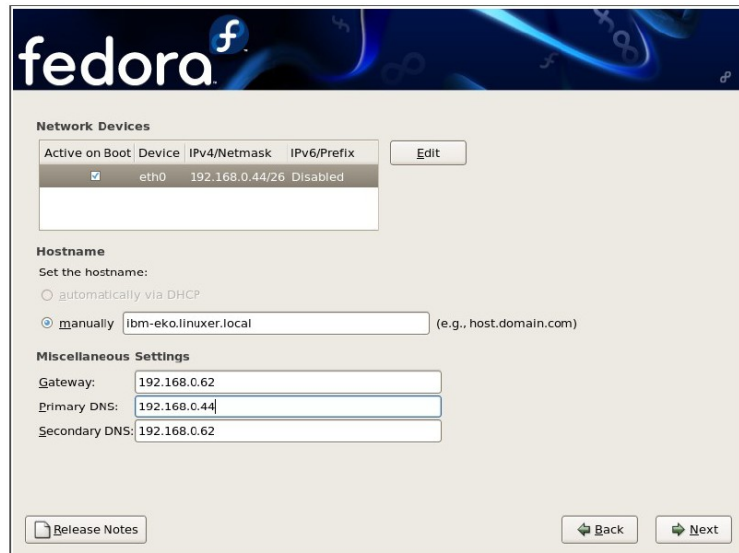 fedora
Network Devices
Active on Boot Device IPv4/Netmask IPv6/Prefix
Edit
eth0 192.168.0.44/26 Disabled
Hostname
Set the hostname:
automatically via DHCP
manually ibm-eko.linuxer.local (e.g., host.domain.com)
Miscellaneous Settings
Gateway: 192.168.0.62
Primary DNS: 192.168.0.44
Secondary DNS: 192.168.0.62
Release Notes Back Next